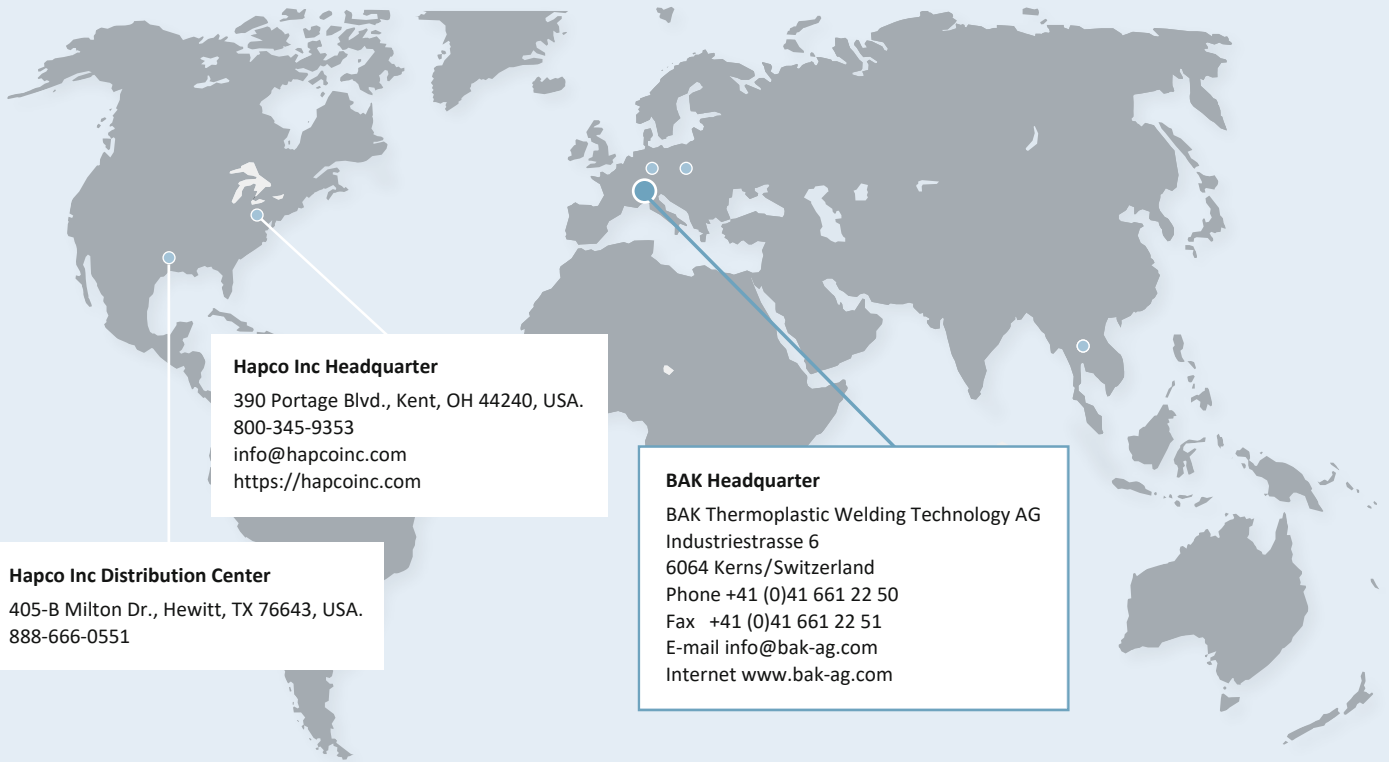 Hapco Inc Headquarter
390 Portage Blvd., Kent, OH 44240, USA.
800-345-9353
info@hapcoinc.com
https://hapcoinc.com
Hapco Inc Distribution Center
405-B Milton Dr., Hewitt, TX 76643, USA.
888-666-0551
BAK Headquarter
BAK Thermoplastic Welding Technology AG
Industriestrasse 6
6064 Kerns/Switzerland
Phone +41 (0)41 661 22 50
Fax +41 (0)41 661 22 51
E-mail info@bak-ag.com
Internet www.bak-ag.com